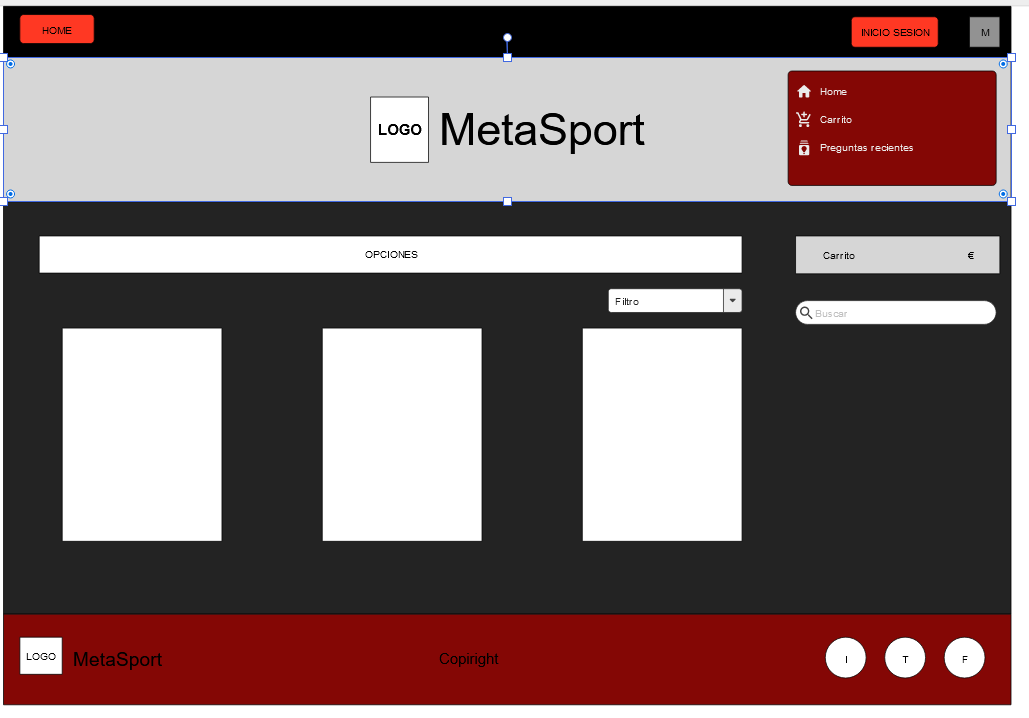 HOME
INICIO SESION
M
LOGO
MetaSport
Home
Carrito
Preguntas recientes
OPCIONES
Carrito €
Filtro
Buscar
LOGO
MetaSport
Copiright
I
T
F